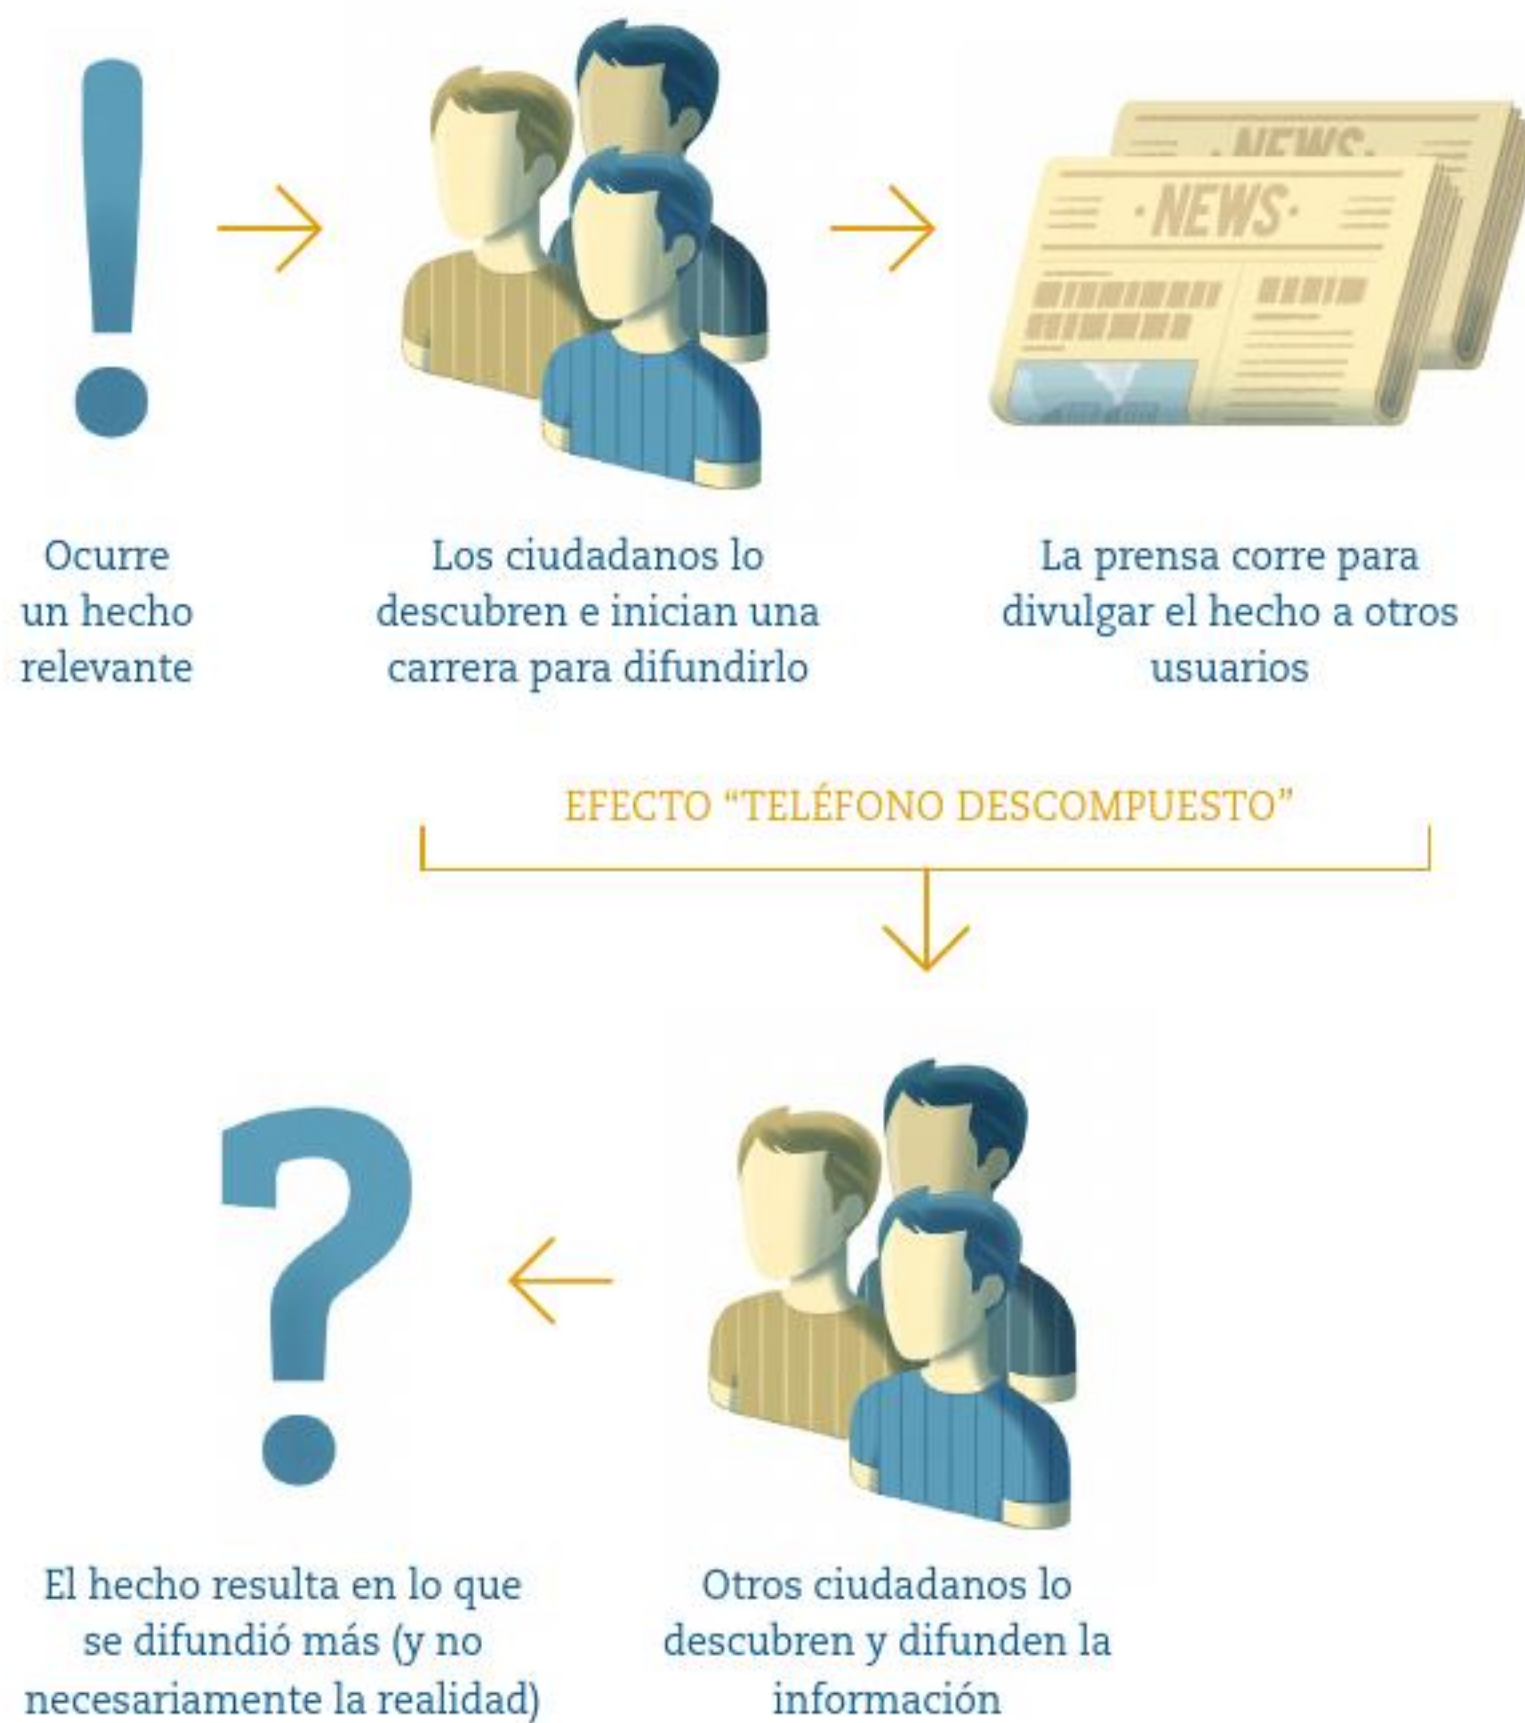 NEWS
NEWS
Ocurre
un hecho
relevante
Los ciudadanos lo
descubren e inician una
carrera para difundirlo
La prensa corre para
divulgar el hecho a otros
usuarios
EFECTO “TELÉFONO DESCOMPUESTO”
El hecho resulta en lo que
se difundió más (y no
necesariamente la realidad)
Otros ciudadanos lo
descubren y difunden la
información